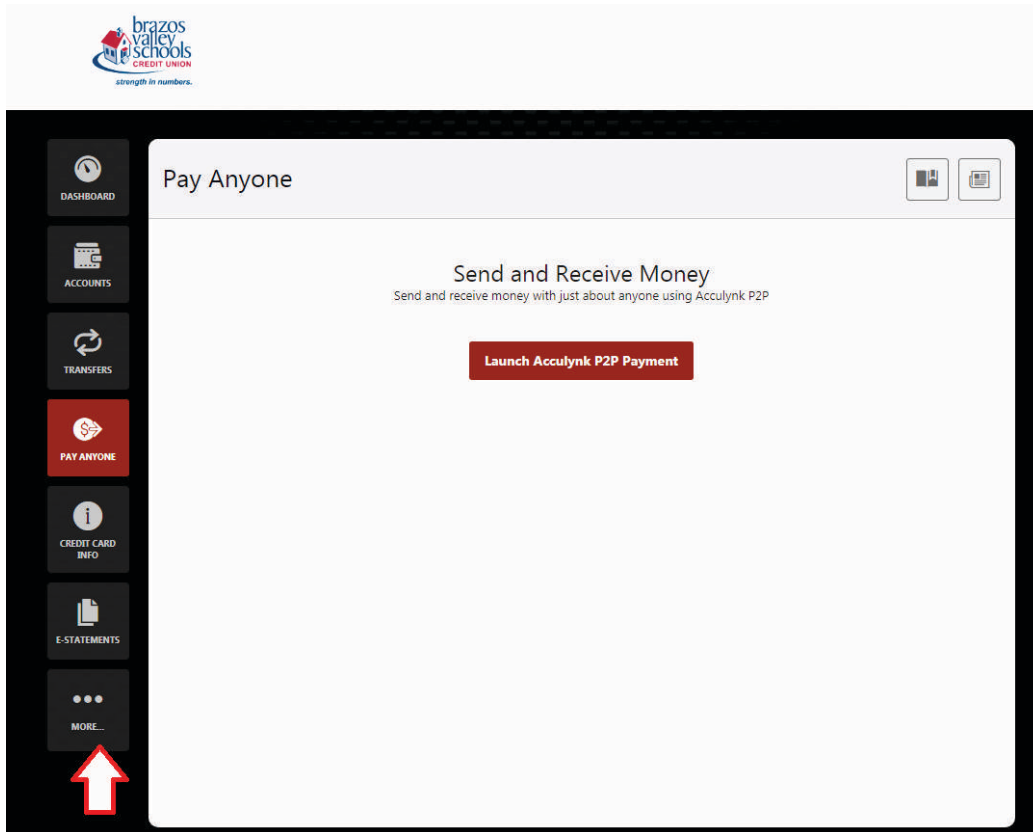 brazos
valley
schools
CREDIT UNION
strength in numbers.
DASHBOARD
Pay Anyone
ACCOUNTS
Send and Receive Money
Send and receive money with just about anyone using Acculynk P2P
TRANSFERS
Launch Acculynk P2P Payment
PAY ANYONE
CREDIT CARD
INFO
E-STATEMENTS
MORE...